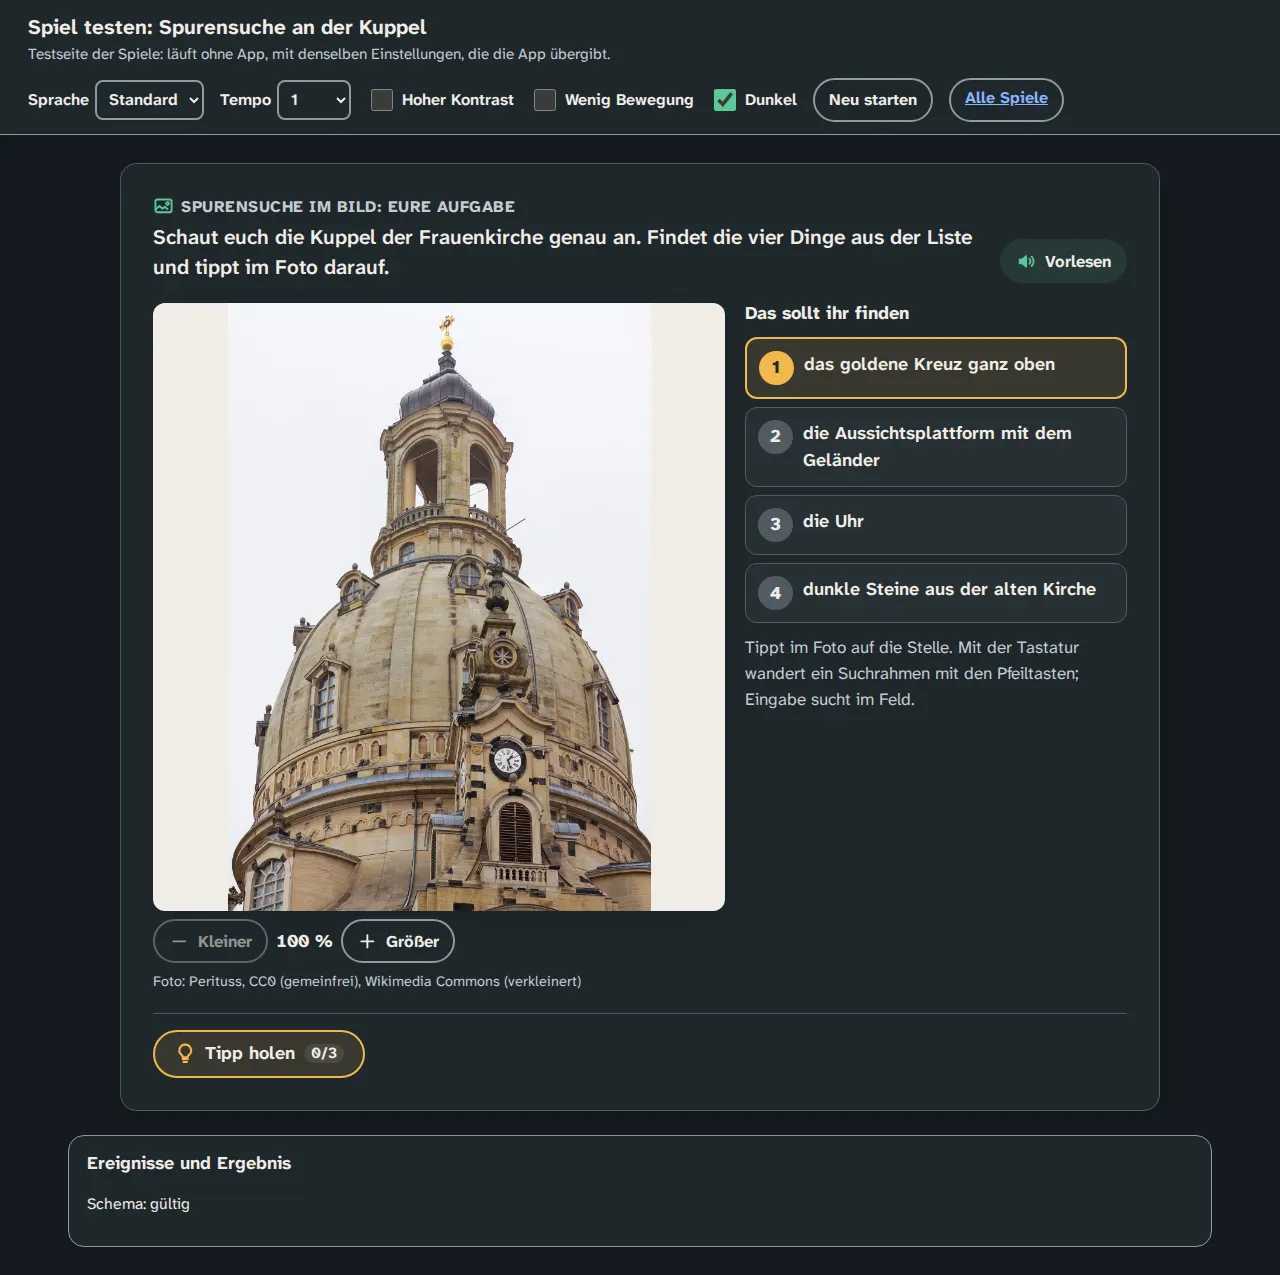 Spiel testen: Spurensuche an der Kuppel
Testseite der Spiele: läuft ohne App, mit denselben Einstellungen, die die App übergibt.
Sprache Standard Tempo 1 Hoher Kontrast Wenig Bewegung Dunkel Neu starten Alle Spiele
SPURENSUCHE IM BILD: EURE AUFGABE
Schaut euch die Kuppel der Frauenkirche genau an. Findet die vier Dinge aus der Liste
und tippt im Foto darauf.
Vorlesen
Das sollt ihr finden
1 das goldene Kreuz ganz oben
2 die Aussichtsplattform mit dem
Geländer
3 die Uhr
4 dunkle Steine aus der alten Kirche
Tippt im Foto auf die Stelle. Mit der Tastatur
wandert ein Suchrahmen mit den Pfeiltasten;
Eingabe sucht im Feld.
Kleiner 100 % Größer
Foto: Perituss, CC0 (gemeinfrei), Wikimedia Commons (verkleinert)
Tipp holen 0/3
Ereignisse und Ergebnis
Schema: gültig